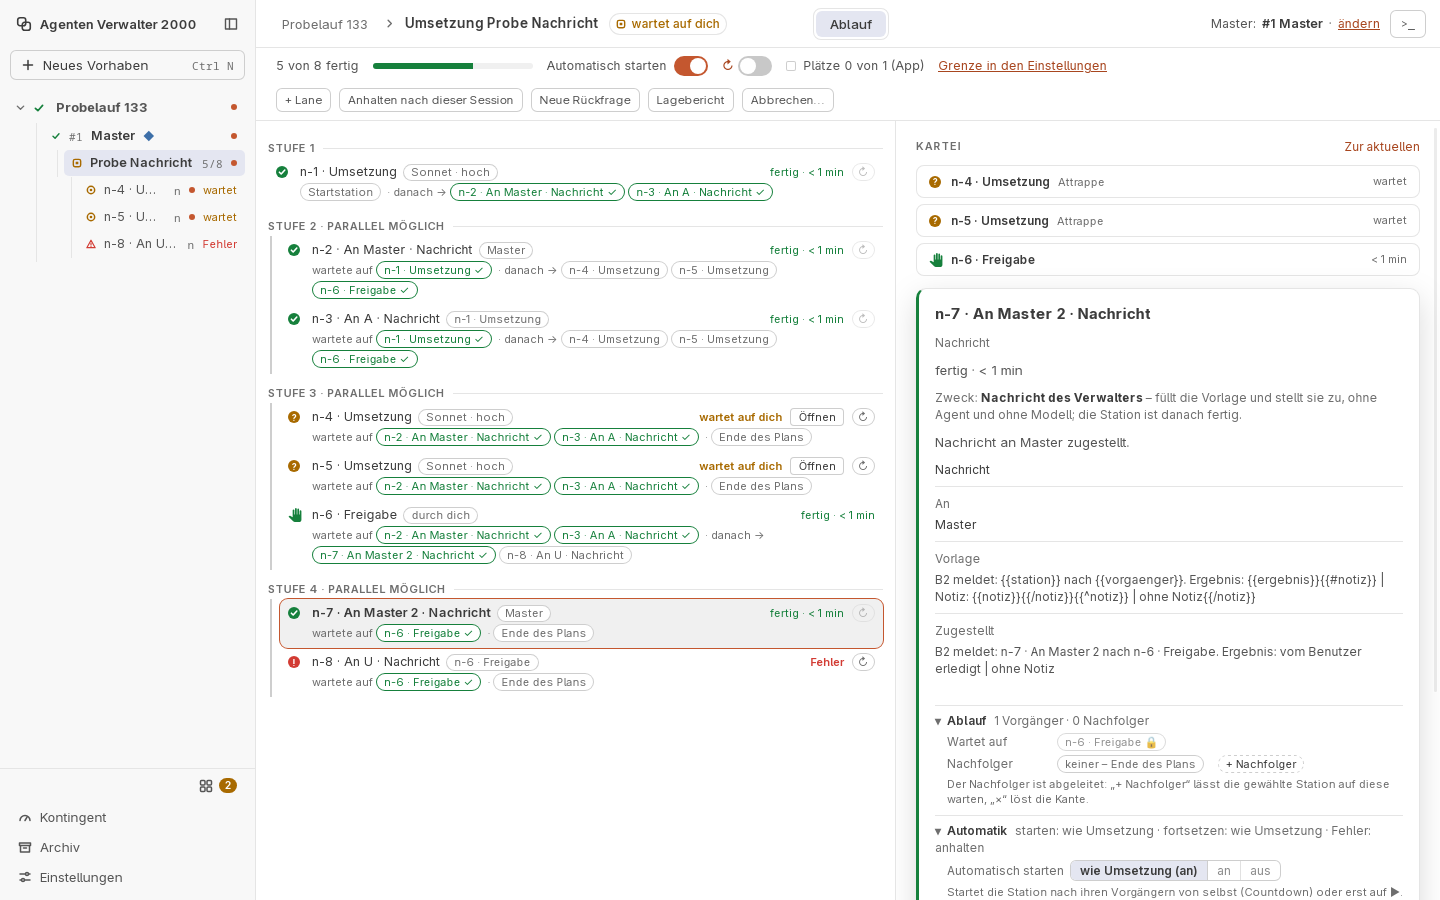 Agenten Verwalter 2000
Neues Vorhaben Ctrl N
Probelauf 133
#1 Master
Probe Nachricht 5/8
n-4 · U... n wartet
n-5 · U... n wartet
n-8 · An U... n Fehler
2
Kontingent
Archiv
Einstellungen
Probelauf 133 > Umsetzung Probe Nachricht wartet auf dich
Ablauf
Master: #1 Master · ändern >_
5 von 8 fertig Automatisch starten Plätze 0 von 1 (App) Grenze in den Einstellungen
+ Lane Anhalten nach dieser Session Neue Rückfrage Lagebericht Abbrechen...
STUFE 1
n-1 · Umsetzung Sonnet · hoch fertig · < 1 min
Startstation · danach → n-2 · An Master · Nachricht ✓ n-3 · An A · Nachricht ✓
STUFE 2 · PARALLEL MÖGLICH
n-2 · An Master · Nachricht Master fertig · < 1 min
wartete auf n-1 · Umsetzung ✓ · danach → n-4 · Umsetzung n-5 · Umsetzung
n-6 · Freigabe ✓
n-3 · An A · Nachricht n-1 · Umsetzung fertig · < 1 min
wartete auf n-1 · Umsetzung ✓ · danach → n-4 · Umsetzung n-5 · Umsetzung
n-6 · Freigabe ✓
STUFE 3 · PARALLEL MÖGLICH
n-4 · Umsetzung Sonnet · hoch wartet auf dich Öffnen
wartete auf n-2 · An Master · Nachricht ✓ n-3 · An A · Nachricht ✓ · Ende des Plans
n-5 · Umsetzung Sonnet · hoch wartet auf dich Öffnen
wartete auf n-2 · An Master · Nachricht ✓ n-3 · An A · Nachricht ✓ · Ende des Plans
n-6 · Freigabe durch dich fertig · < 1 min
wartete auf n-2 · An Master · Nachricht ✓ n-3 · An A · Nachricht ✓ · danach →
n-7 · An Master 2 · Nachricht ✓ n-8 · An U · Nachricht
STUFE 4 · PARALLEL MÖGLICH
n-7 · An Master 2 · Nachricht Master fertig · < 1 min
wartete auf n-6 · Freigabe ✓ · Ende des Plans
n-8 · An U · Nachricht n-6 · Freigabe Fehler
wartete auf n-6 · Freigabe ✓ · Ende des Plans
KARTEI Zur aktuellen
n-4 · Umsetzung Attrappe wartet
n-5 · Umsetzung Attrappe wartet
n-6 · Freigabe < 1 min
n-7 · An Master 2 · Nachricht
Nachricht
fertig · < 1 min
Zweck: Nachricht des Verwalters – füllt die Vorlage und stellt sie zu, ohne
Agent und ohne Modell; die Station ist danach fertig.
Nachricht an Master zugestellt.
Nachricht
An
Master
Vorlage
B2 meldet: {{station}} nach {{vorgaenger}}. Ergebnis: {{ergebnis}}{{#notiz}} |
Notiz: {{notiz}}{{/notiz}}{{^notiz}} | ohne Notiz{{/notiz}}
Zugestellt
B2 meldet: n-7 · An Master 2 nach n-6 · Freigabe. Ergebnis: vom Benutzer
erledigt | ohne Notiz
▼ Ablauf 1 Vorgänger · 0 Nachfolger
Wartet auf n-6 · Freigabe 🔒
Nachfolger keiner – Ende des Plans + Nachfolger
Der Nachfolger ist abgeleitet: „+ Nachfolger“ lässt die gewählte Station auf diese
warten, „×“ löst die Kante.
▼ Automatik starten: wie Umsetzung · fortsetzen: wie Umsetzung · Fehler:
anhalten
Automatisch starten wie Umsetzung (an) an aus
Startet die Station nach ihren Vorgängern von selbst (Countdown) oder erst auf ▶.